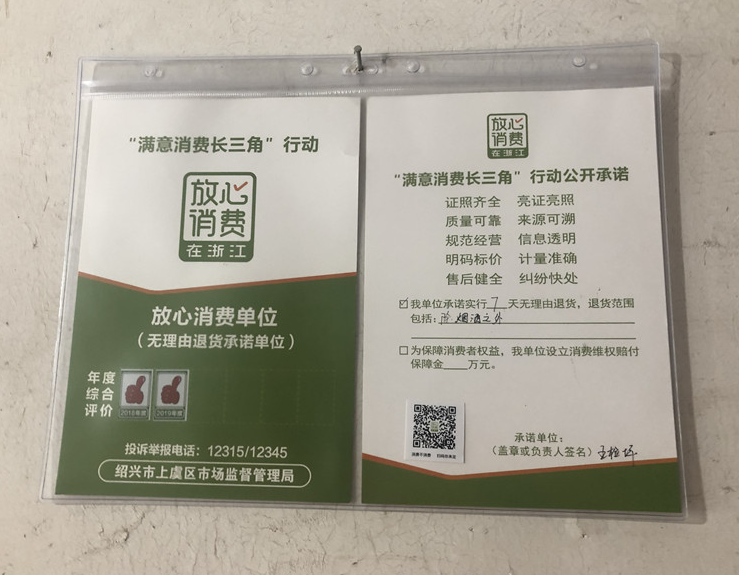 “满意消费长三角”行动
放心
消费
在浙江
放心消费单位
（无理由退货承诺单位）
年度
综合
评价
2018年度
2019年度
投诉举报电话：12315/12345
绍兴市上虞区市场监督管理局
放心
消费
在浙江
“满意消费长三角”行动公开承诺
证照齐全 亮证亮照
质量可靠 来源可溯
规范经营 信息透明
明码标价 计量准确
售后健全 纠纷快处
☑我单位承诺实行7天无理由退货，退货范围
包括：除烟酒之外
□为保障消费者权益，我单位设立消费维权赔付
保障金____万元。
承诺单位：
（盖章或负责人签名）